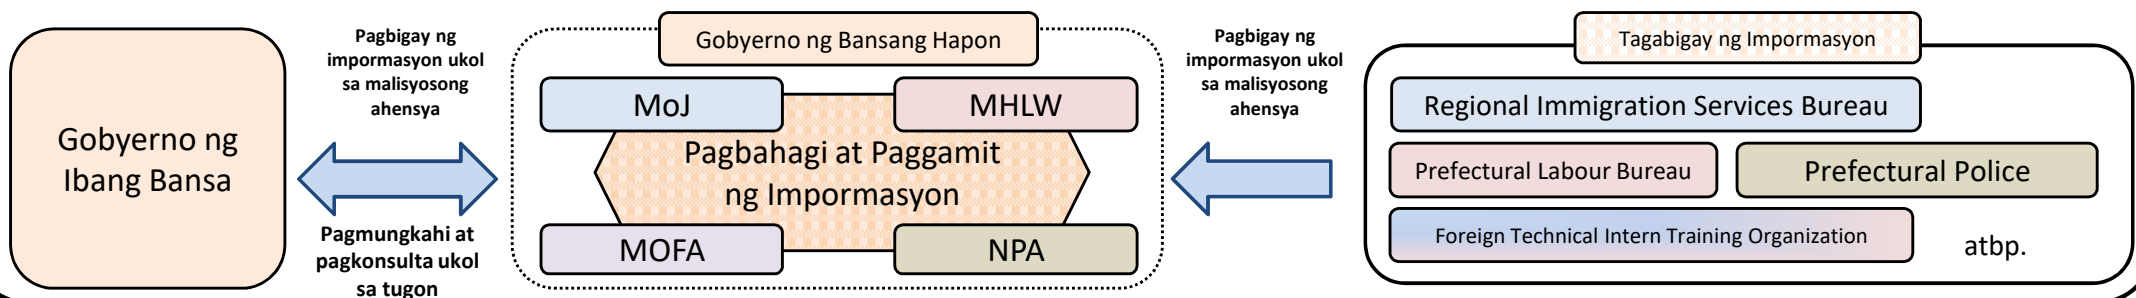 Gobyerno ng
Ibang Bansa
Pagbigay ng
impormasyon ukol
sa malisyosong
ahensya
Pagmungkahi at
pagkonsulta ukol
sa tugon
Gobyerno ng Bansang Hapon
MoJ
MHLW
Pagbahagi at Paggamit
ng Impormasyon
MOFA
NPA
Pagbigay ng
impormasyon ukol
sa malisyosong
ahensya
Tagabigay ng Impormasyon
Regional Immigration Services Bureau
Prefectural Labour Bureau
Prefectural Police
Foreign Technical Intern Training Organization
atbp.